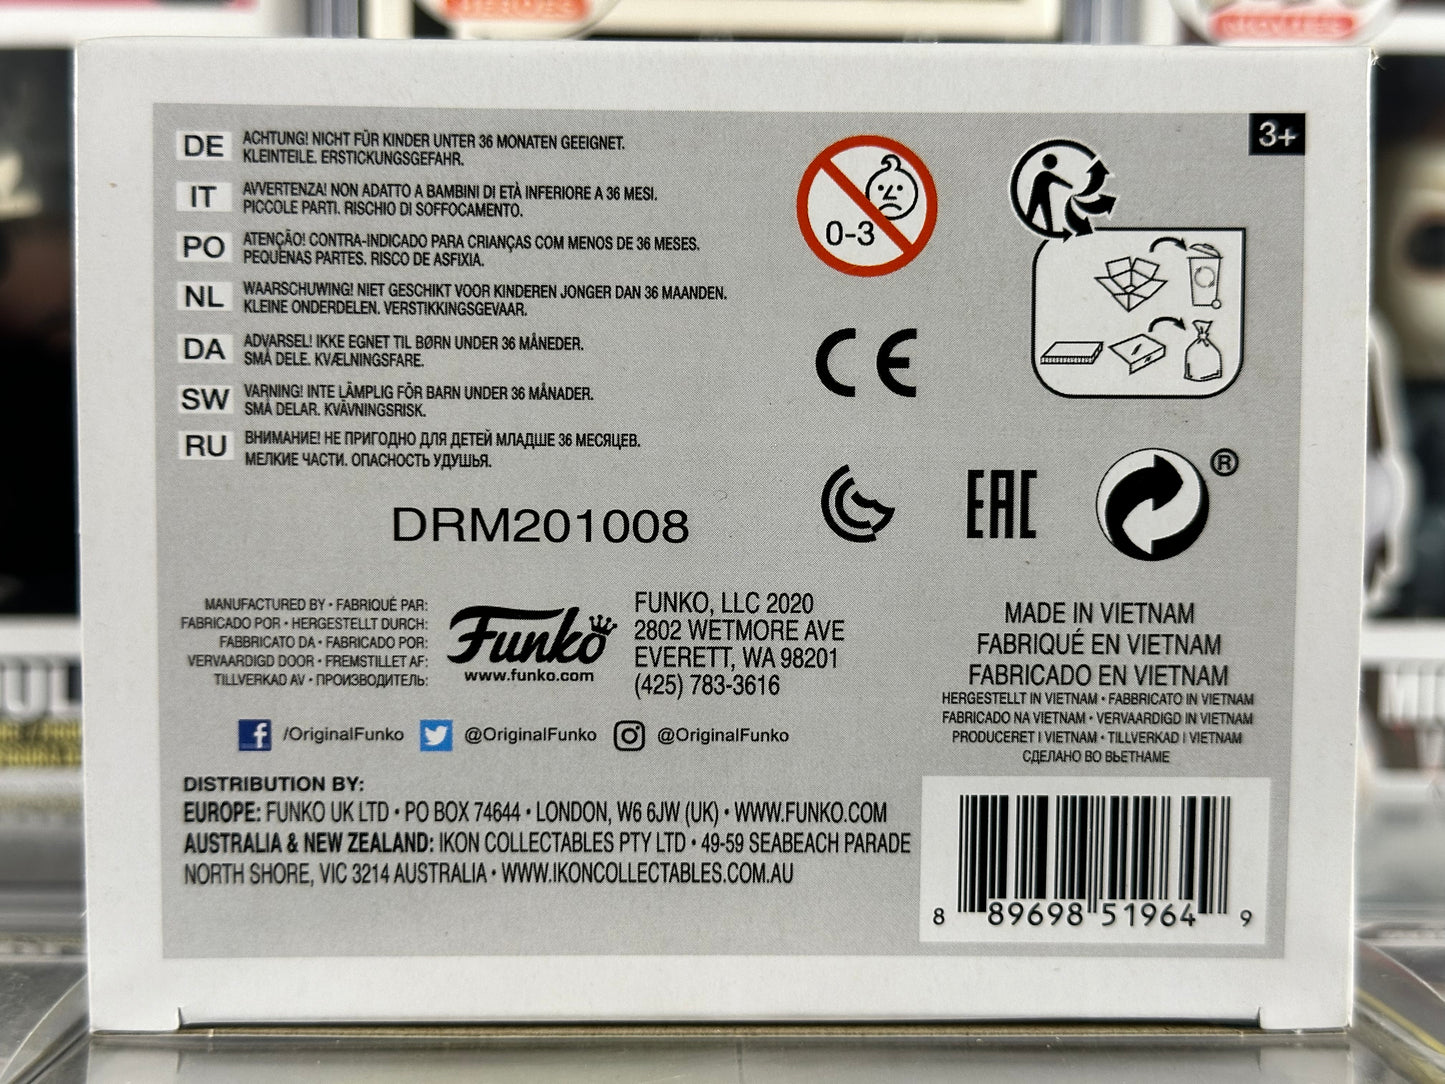 3+
DE ACHTUNG! NICHT FÜR KINDER UNTER 36 MONATEN GEEIGNET.
KLEINTEILE. ERSTICKUNGSGEFAHR.
IT AVVERTENZA! NON ADATTO A BAMBINI DI ETÀ INFERIORE A 36 MESI.
PICCOLE PARTI. RISCHIO DI SOFFOCAMENTO.
PO ATENÇÃO! CONTRA-INDICADO PARA CRIANÇAS COM MENOS DE 36 MESES.
PEQUENAS PARTES. RISCO DE ASFIXIA.
NL WAARSCHUWING! NIET GESCHIKT VOOR KINDEREN JONGER DAN 36 MAANDEN.
KLEINE ONDERDELEN. VERSTIKKINGSGEVAAR.
DA ADVARSEL! IKKE EGNET TIL BØRN UNDER 36 MÅNEDER.
SMÅ DELE. KVÆLNINGSFARE.
SW VARNING! INTE LÄMPLIG FÖR BARN UNDER 36 MÅNADER.
SMÅ DELAR. KVÄVNINGSRISK.
RU ВНИМАНИЕ! НЕ ПРИГОДНО ДЛЯ ДЕТЕЙ МЛАДШЕ 36 МЕСЯЦЕВ.
МЕЛКИЕ ЧАСТИ. ОПАСНОСТЬ УДУШЬЯ.
0-3
CE
EAC
®
DRM201008
MANUFACTURED BY • FABRIQUÉ PAR:
FABRICADO POR • HERGESTELLT DURCH:
FABBRICATO DA • FABRICADO POR:
VERVAARDIGD DOOR • FREMSTILLET AF:
TILLVERKAD AV • ПРОИЗВОДИТЕЛЬ:
Funko
www.funko.com
FUNKO, LLC 2020
2802 WETMORE AVE
EVERETT, WA 98201
(425) 783-3616
MADE IN VIETNAM
FABRIQUÉ EN VIETNAM
FABRICADO EN VIETNAM
HERGESTELLT IN VIETNAM • FABBRICATO IN VIETNAM
FABRICADO NA VIETNAM • VERVAARDIGD IN VIETNAM
PRODUCERET I VIETNAM • TILLVERKAD I VIETNAM
СДЕЛАНО ВО ВЬЕТНАМЕ
/OriginalFunko @OriginalFunko @OriginalFunko
DISTRIBUTION BY:
EUROPE: FUNKO UK LTD • PO BOX 74644 • LONDON, W6 6JW (UK) • WWW.FUNKO.COM
AUSTRALIA & NEW ZEALAND: IKON COLLECTABLES PTY LTD • 49-59 SEABEACH PARADE
NORTH SHORE, VIC 3214 AUSTRALIA • WWW.IKONCOLLECTABLES.COM.AU
8 89698 51964 9